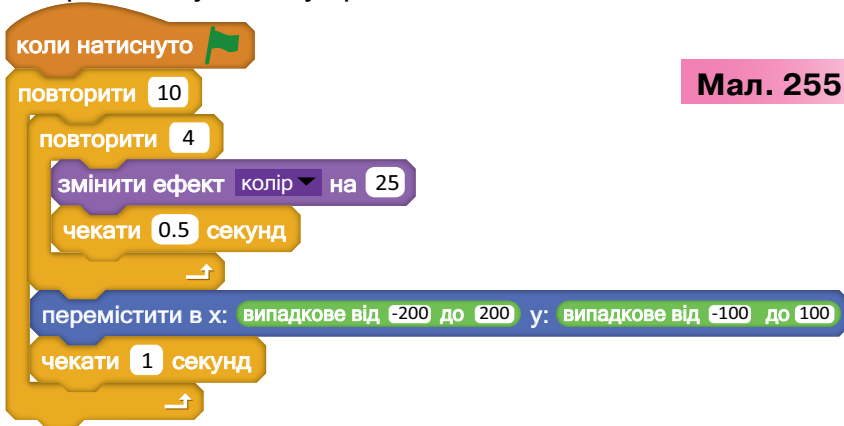 коли натиснуто
Мал. 255
повторити 10
повторити 4
змінити ефект колір на 25
чекати 0.5 секунд
перемістити в x: випадкове від -200 до 200 y: випадкове від -100 до 100
чекати 1 секунд